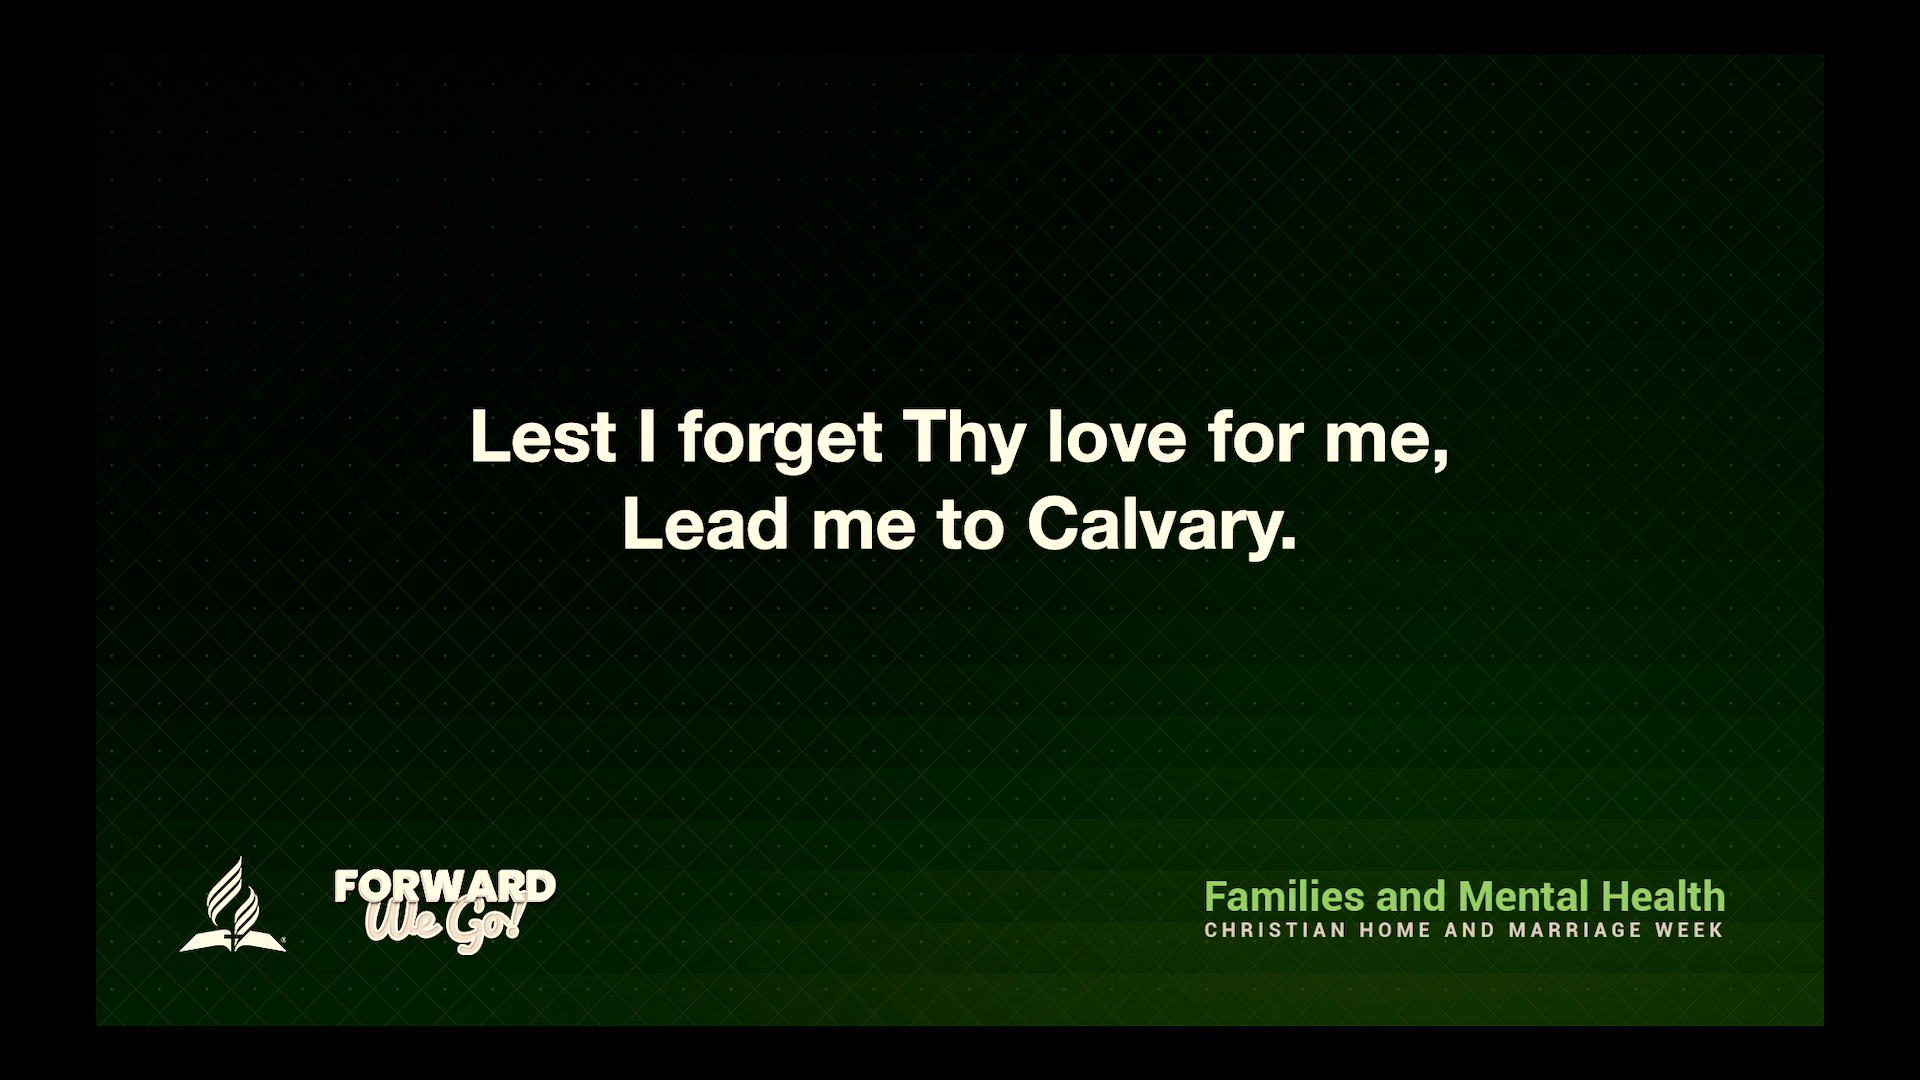 Lest I forget Thy love for me,
Lead me to Calvary.
FORWARD
We Go!
Families and Mental Health
CHRISTIAN HOME AND MARRIAGE WEEK